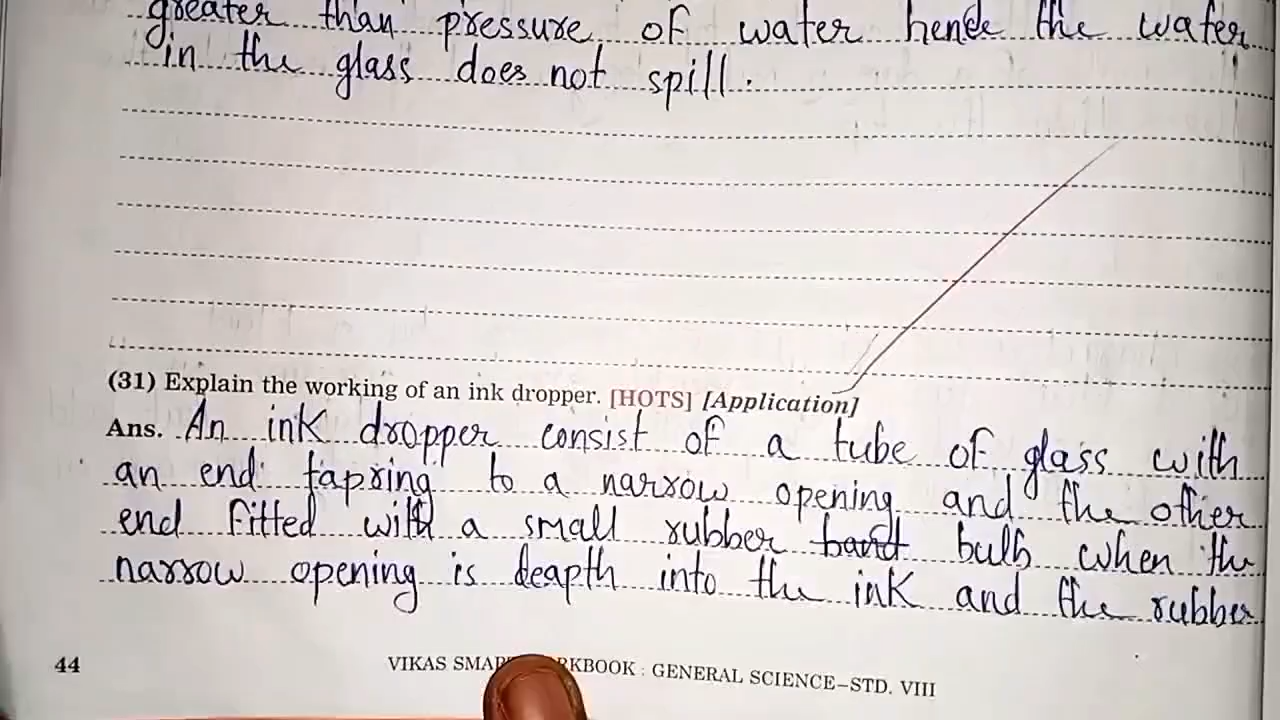 greater than pressure of water hence the water
in the glass does not spill.
(31) Explain the working of an ink dropper. [HOTS] [Application]
Ans. An ink dropper consist of a tube of glass with
an end tapring to a narrow opening and the other
end fitted with a small rubber band bulb when the
narrow opening is deapth into the ink and the rubber
44 VIKAS SMART WORKBOOK : GENERAL SCIENCE–STD. VIII